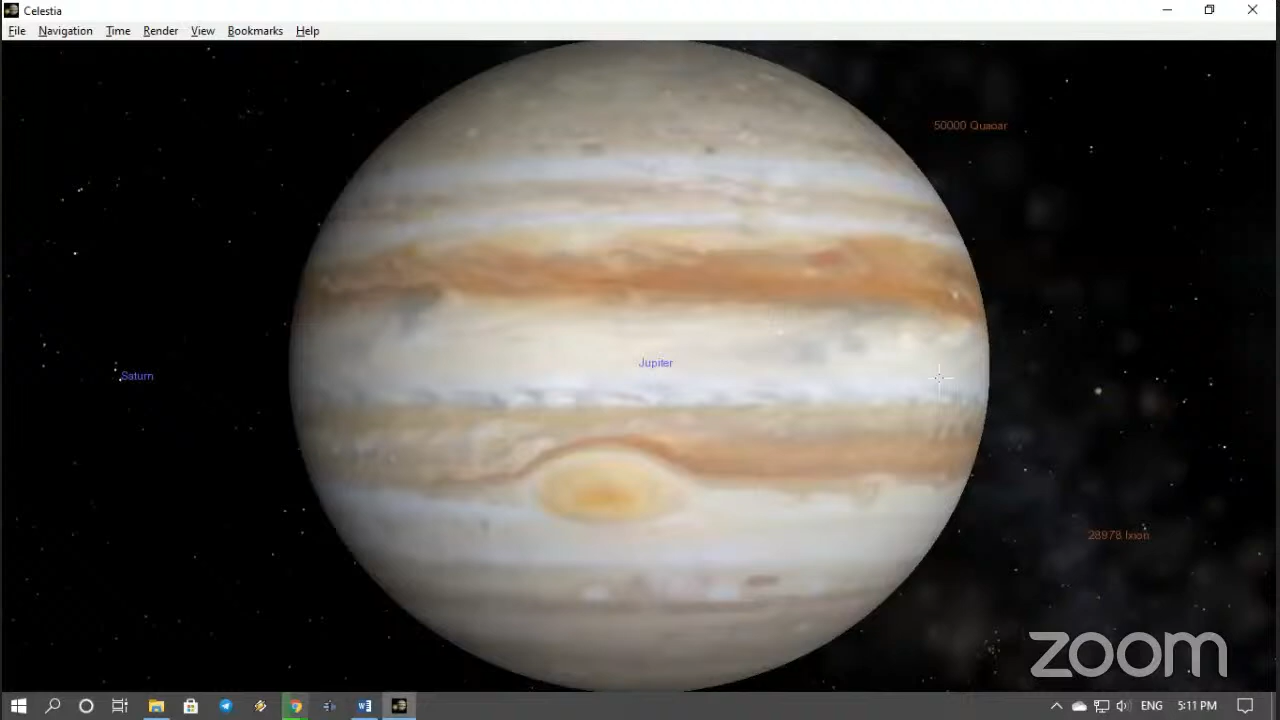 Celestia
File Navigation Time Render View Bookmarks Help
50000 Quaoar
Jupiter
Saturn
28978 Ixion
zoom
ENG 5:11 PM